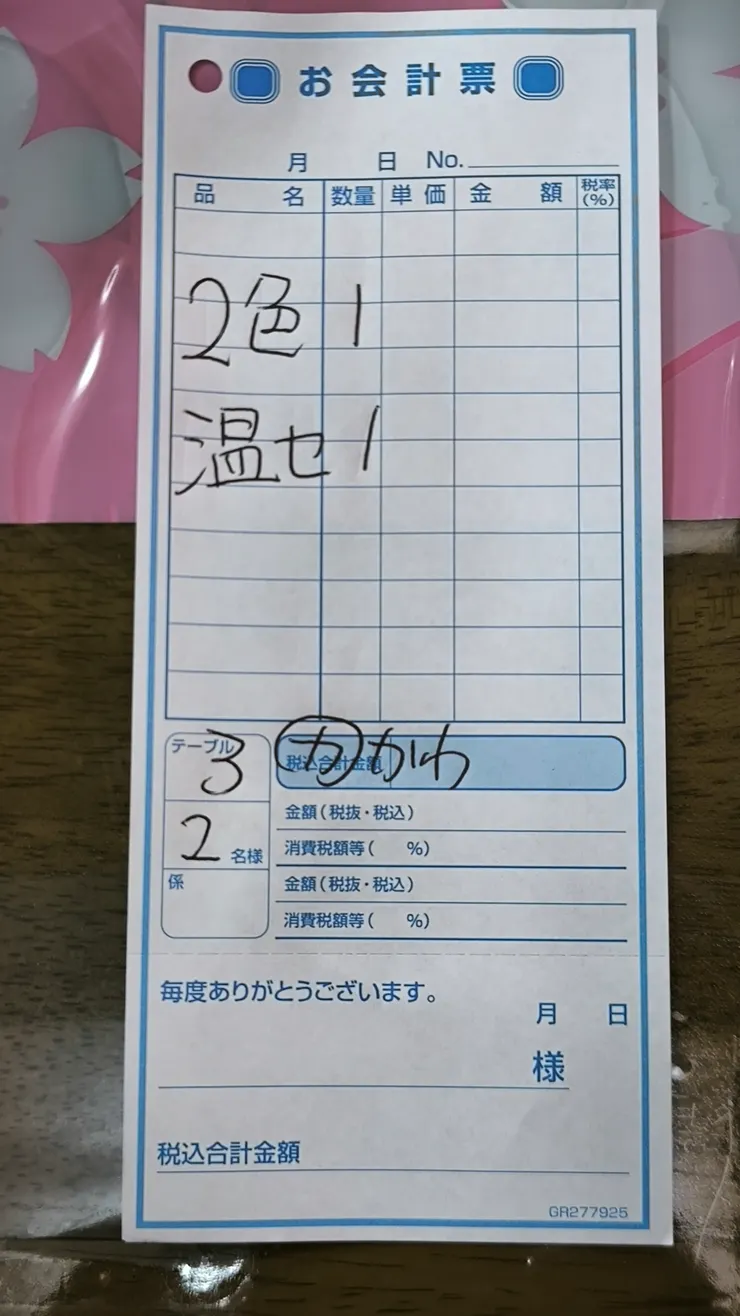 お会計票
月 日 No.
品名 数量 単価 金額 税率(%)
2色 1
温セ 1
テーブル 3
カ かわ
税込合計金額
2 名様
金額(税抜・税込)
消費税額等( %)
係
金額(税抜・税込)
消費税額等( %)
毎度ありがとうございます。
月 日
様
税込合計金額
GR277925